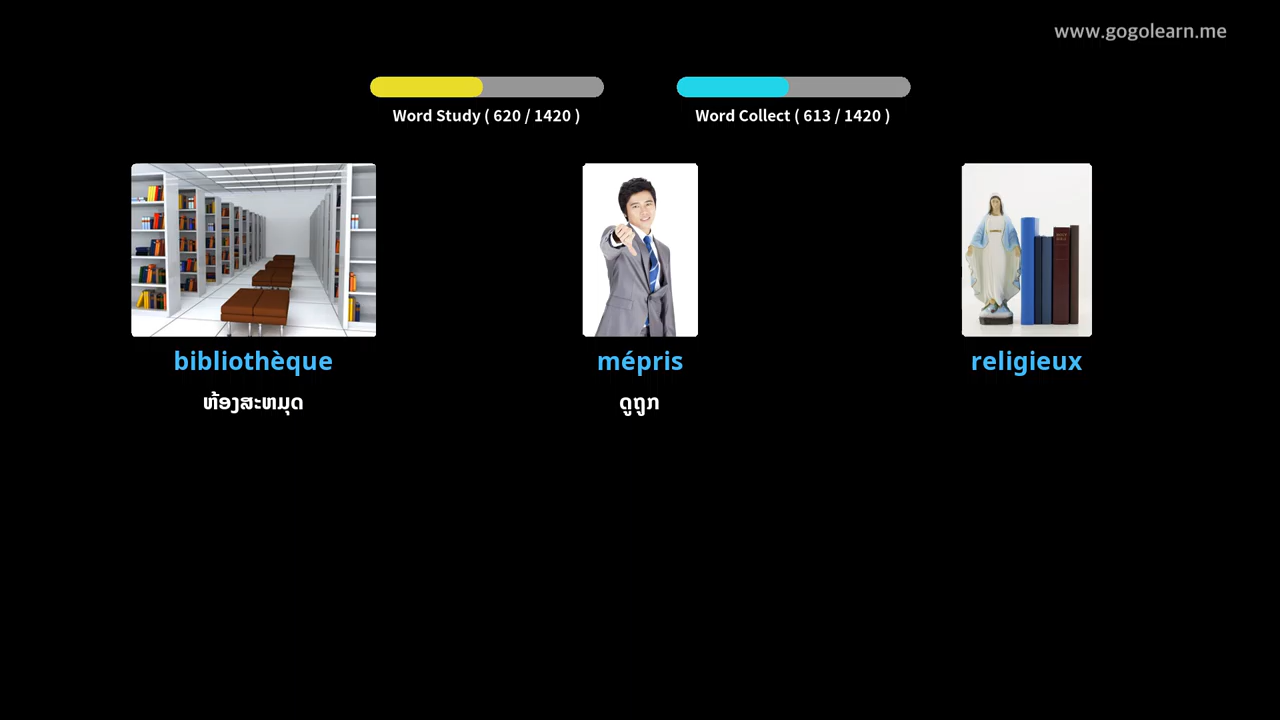 www.gogolearn.me
Word Study ( 620 / 1420 )
Word Collect ( 613 / 1420 )
bibliothèque
mépris
religieux
ຫ້ອງສະຫມຸດ
ດູຖູກ